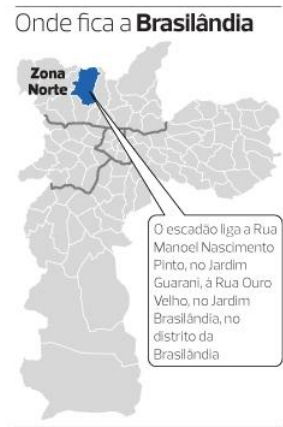 Onde fica a Brasilândia
Zona
Norte
O escadão liga a Rua
Manoel Nascimento
Pinto, no Jardim
Guarani, à Rua Ouro
Velho, no Jardim
Brasilândia, no
distrito da
Brasilândia